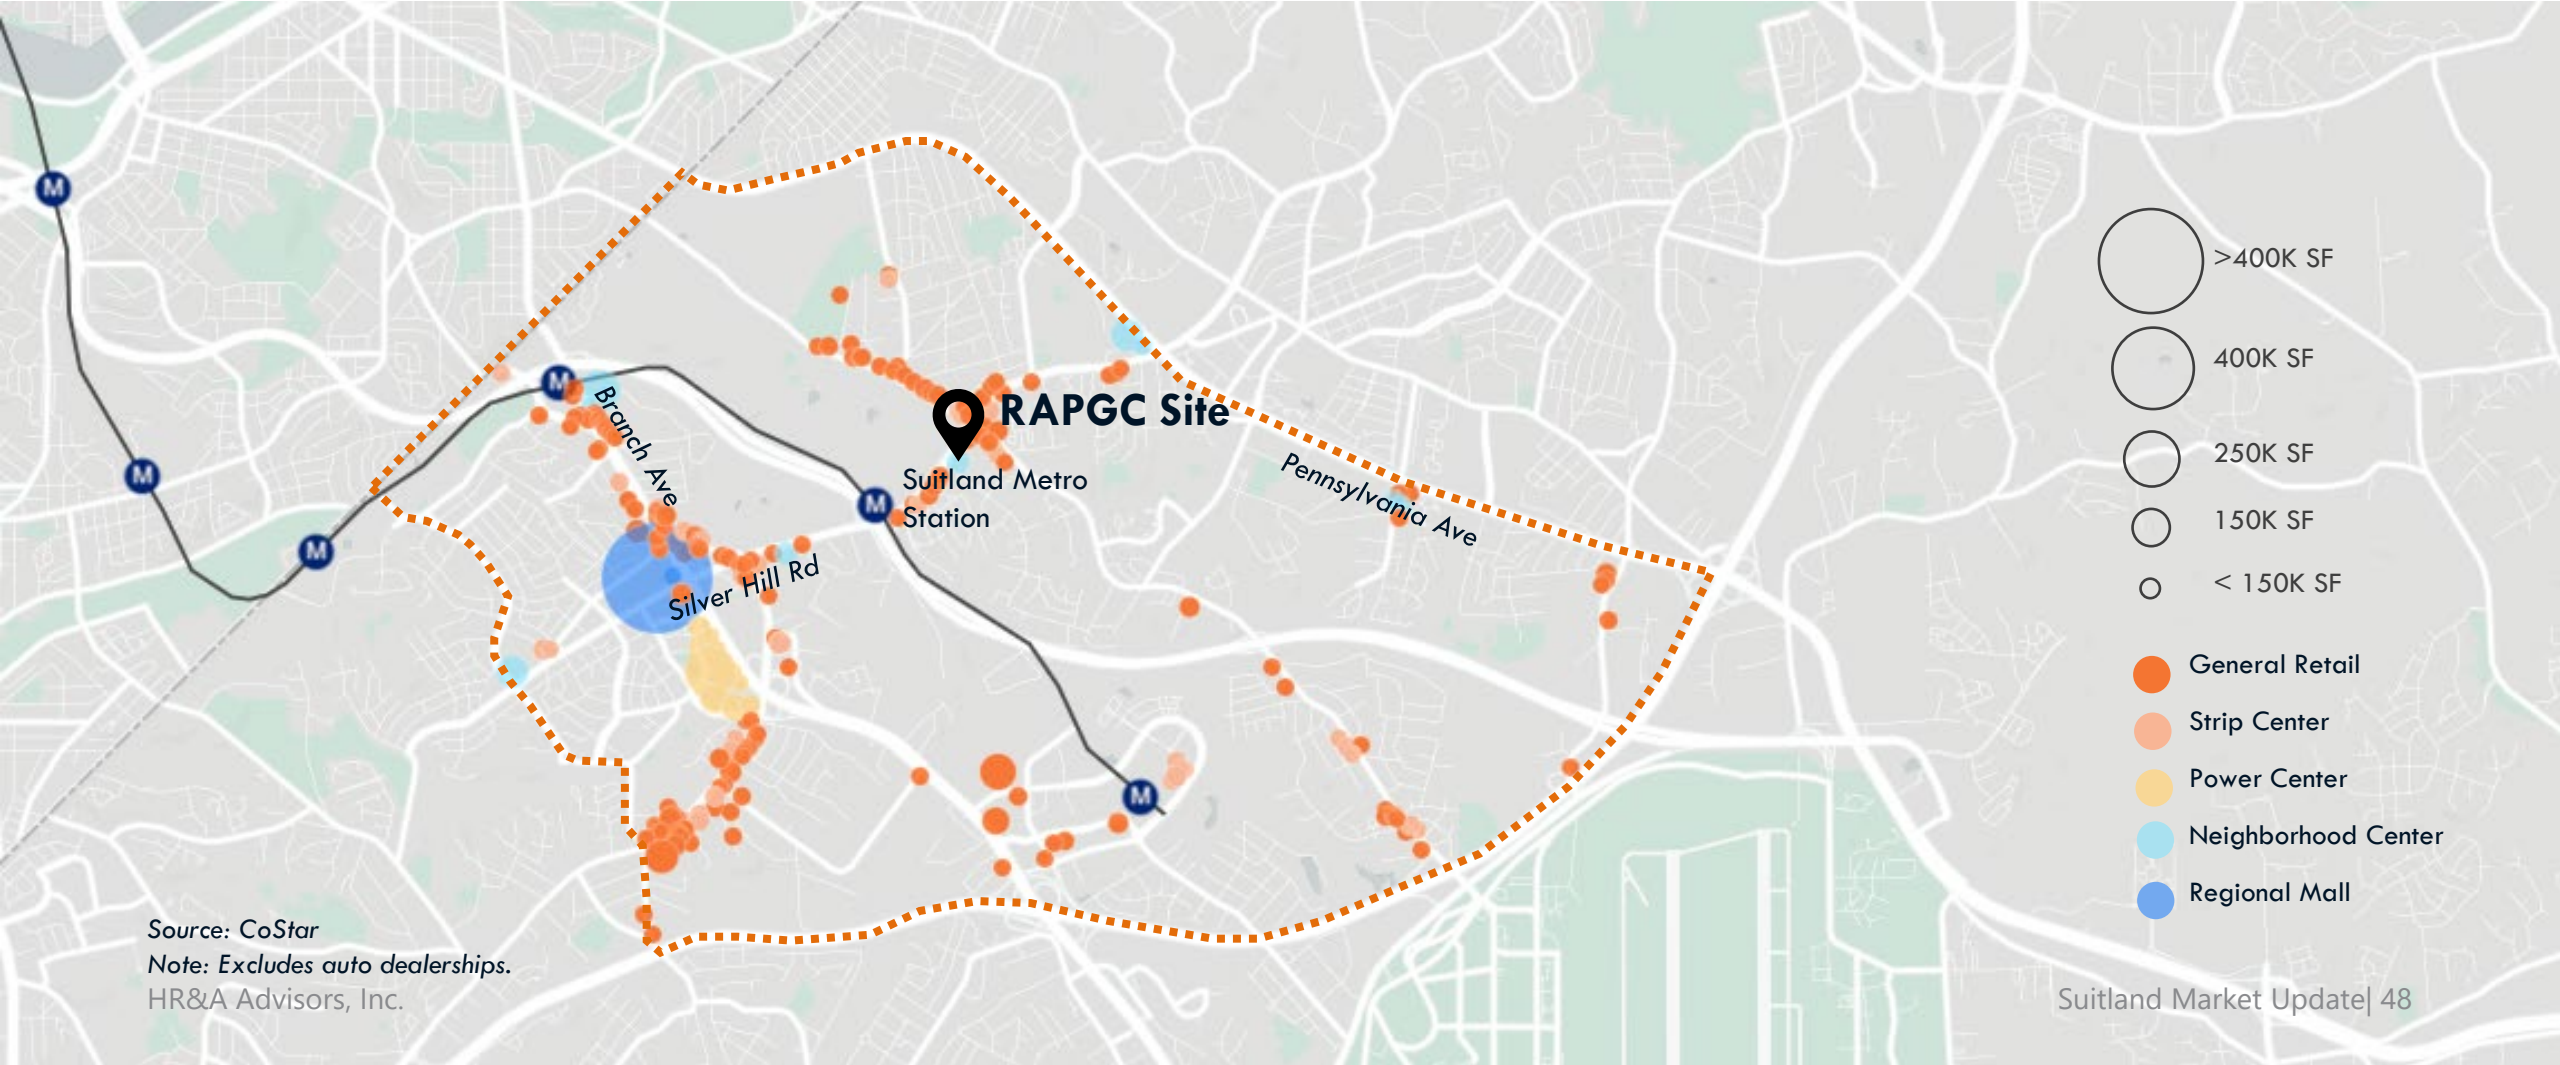 M
M
M
M
M
M
Branch Ave
RAPGC Site
Suitland Metro
Station
Pennsylvania Ave
Silver Hill Rd
>400K SF
400K SF
250K SF
150K SF
< 150K SF
General Retail
Strip Center
Power Center
Neighborhood Center
Regional Mall
Source: CoStar
Note: Excludes auto dealerships.
HR&A Advisors, Inc.
Suitland Market Update| 48